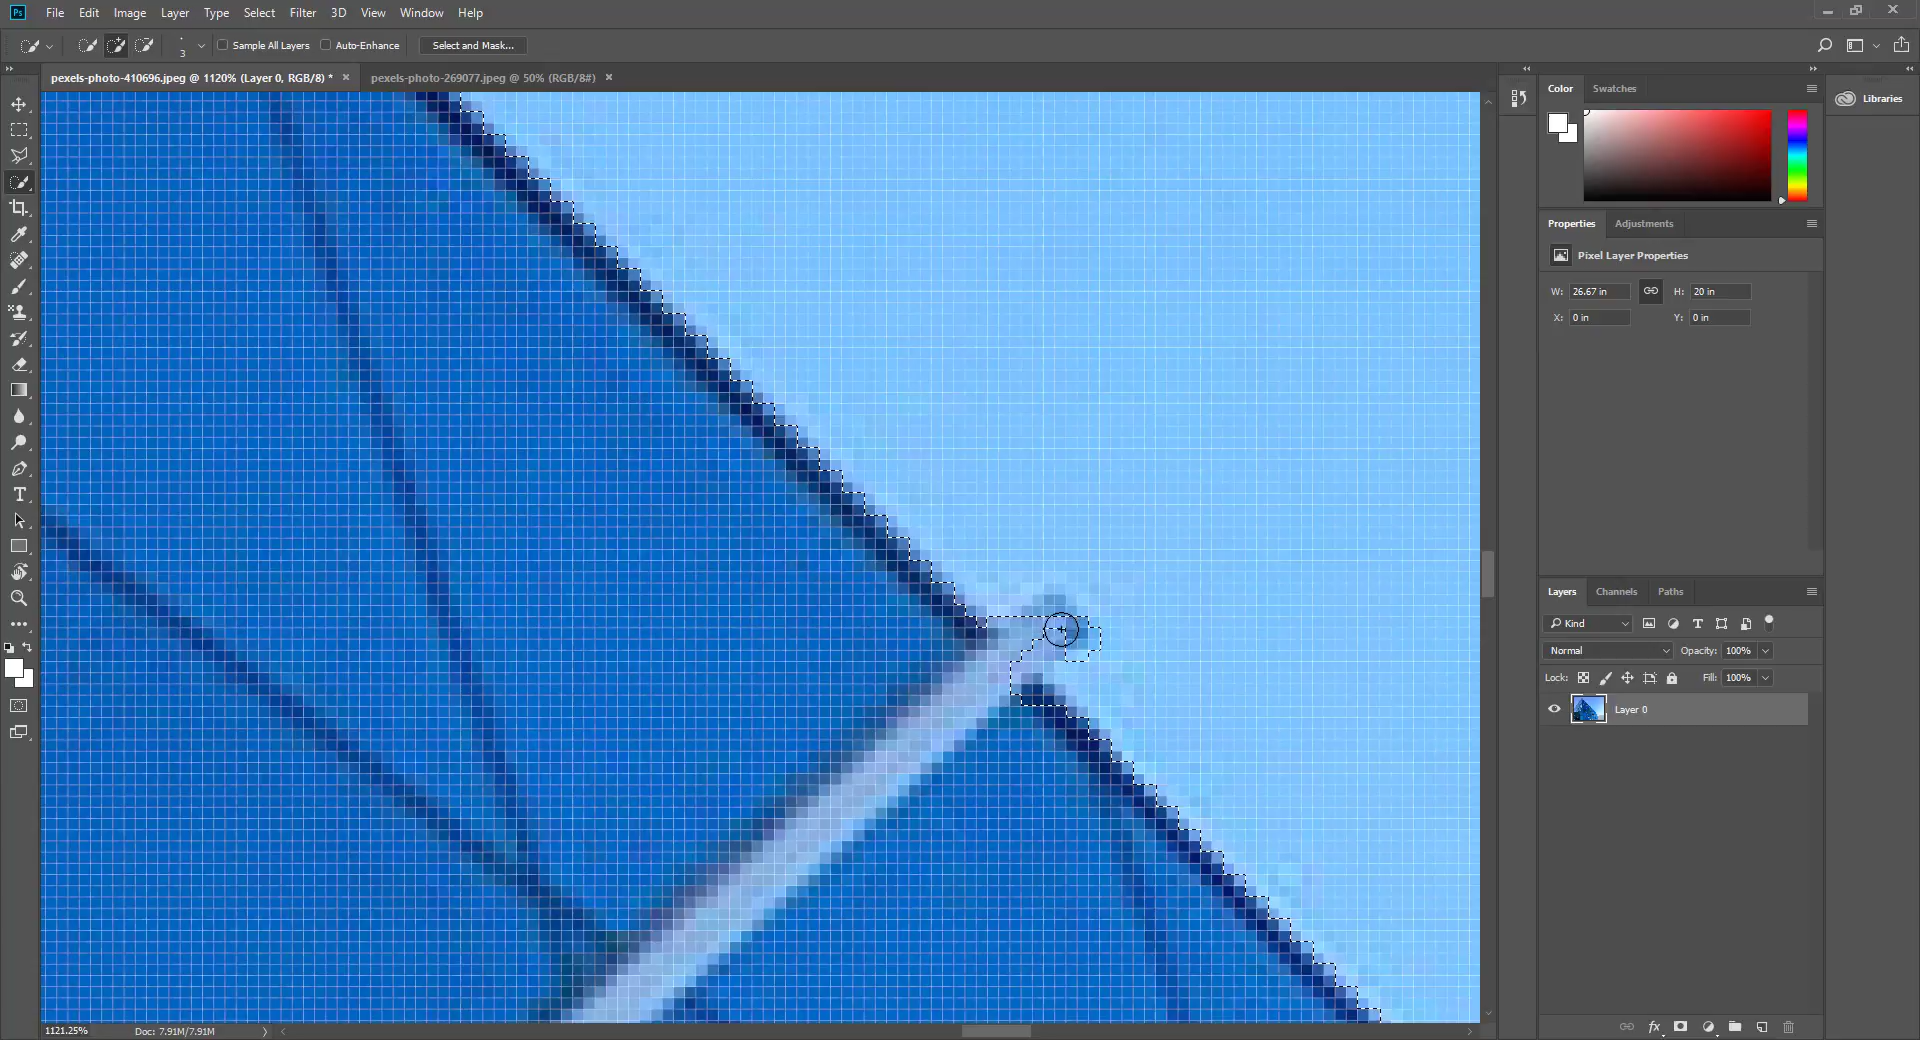 Ps File Edit Image Layer Type Select Filter 3D View Window Help
3 Sample All Layers Auto-Enhance Select and Mask...
pexels-photo-410696.jpeg @ 1120% (Layer 0, RGB/8) * × pexels-photo-269077.jpeg @ 50% (RGB/8#) ×
Color Swatches
Libraries
Properties Adjustments
Pixel Layer Properties
W: 26.67 in H: 20 in
X: 0 in Y: 0 in
Layers Channels Paths
Kind
Normal Opacity: 100%
Lock: Fill: 100%
Layer 0
fx
1121.25% Doc: 7.91M/7.91M